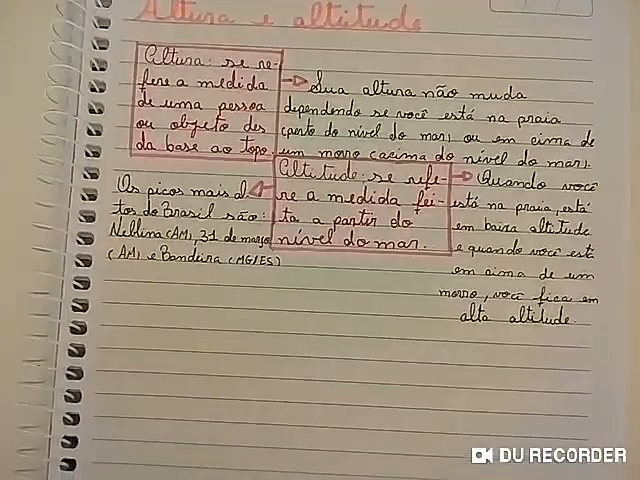 Altura e altitude
Altura: se re-
fere a medida
de uma pessoa
ou objeto des
da base ao topo
Sua altura não muda
dependendo se você está na praia
(perto do nível do mar) ou em cima de
um morro (acima do nível do mar).
Altitude: se refe-
re a medida fei-
ta a partir do
nível do mar.
Quando você
está na praia, está
em baixa altitude
e quando você está
em cima de um
morro, você fica em
alta altitude.
Os picos mais al
tos do Brasil são:
Neblina (AM), 31 de março
(AM) e Bandeira (MG/ES)
DU RECORDER